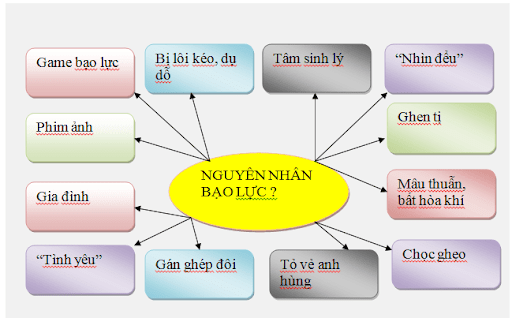 Game bạo lực
Bị lôi kéo, dụ
dỗ
Tâm sinh lý
“Nhìn đểu”
Phim ảnh
Ghen tị
NGUYÊN NHÂN
BẠO LỰC ?
Gia đình
Mâu thuẫn,
bất hòa khí
“Tình yêu”
Gán ghép đôi
Tỏ vẻ anh
hùng
Chọc ghẹo